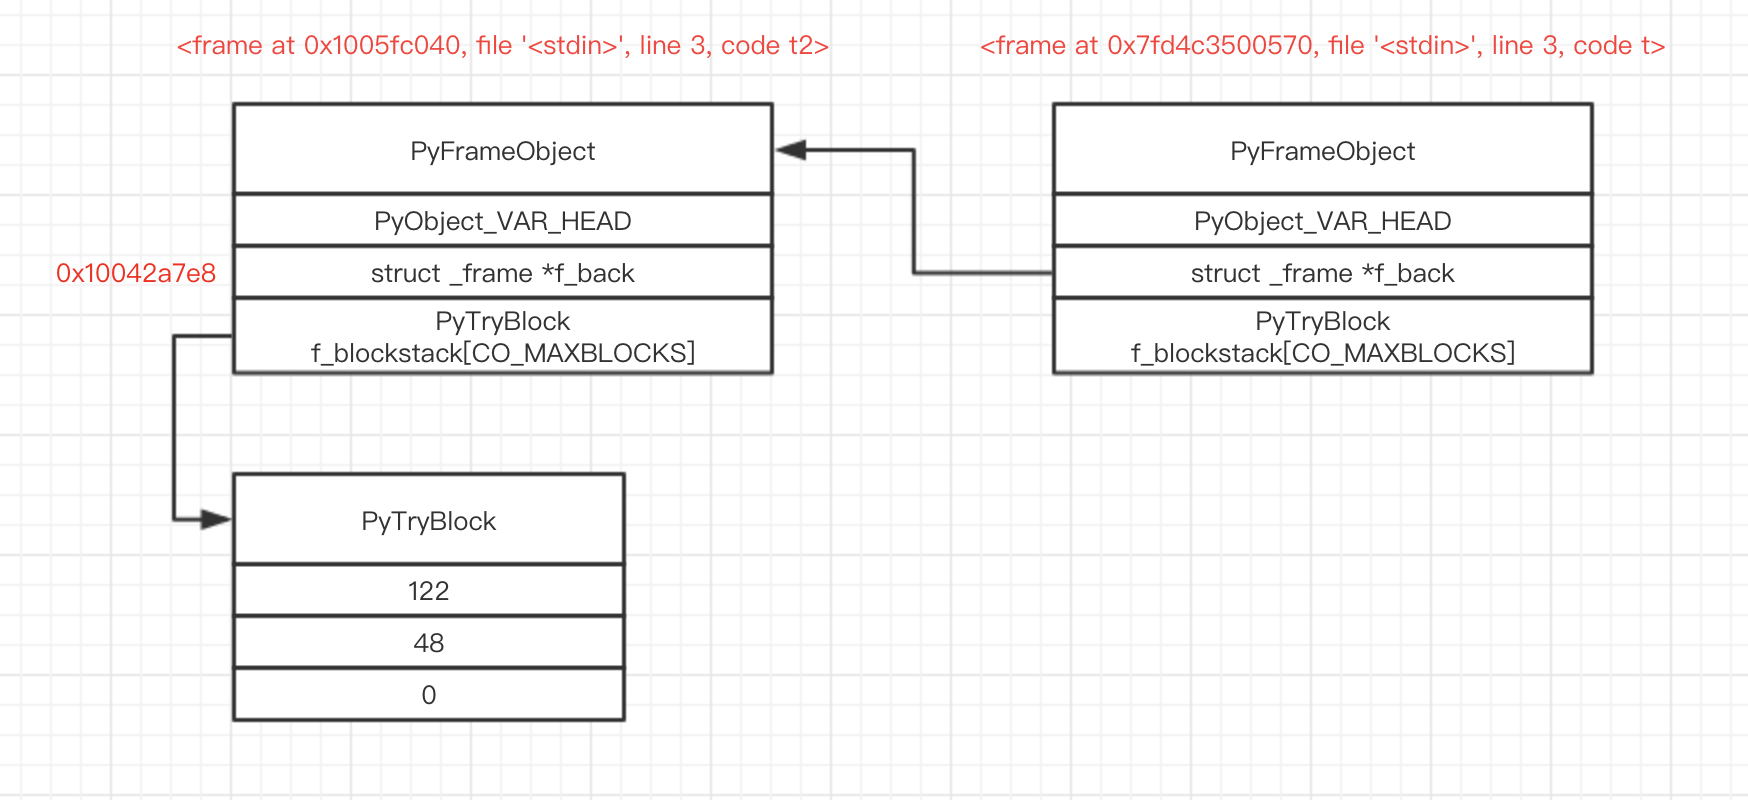 <frame at 0x1005fc040, file '<stdin>', line 3, code t2>
<frame at 0x7fd4c3500570, file '<stdin>', line 3, code t>
PyFrameObject
PyObject_VAR_HEAD
0x10042a7e8
struct _frame *f_back
PyTryBlock
f_blockstack[CO_MAXBLOCKS]
PyFrameObject
PyObject_VAR_HEAD
struct _frame *f_back
PyTryBlock
f_blockstack[CO_MAXBLOCKS]
PyTryBlock
122
48
0